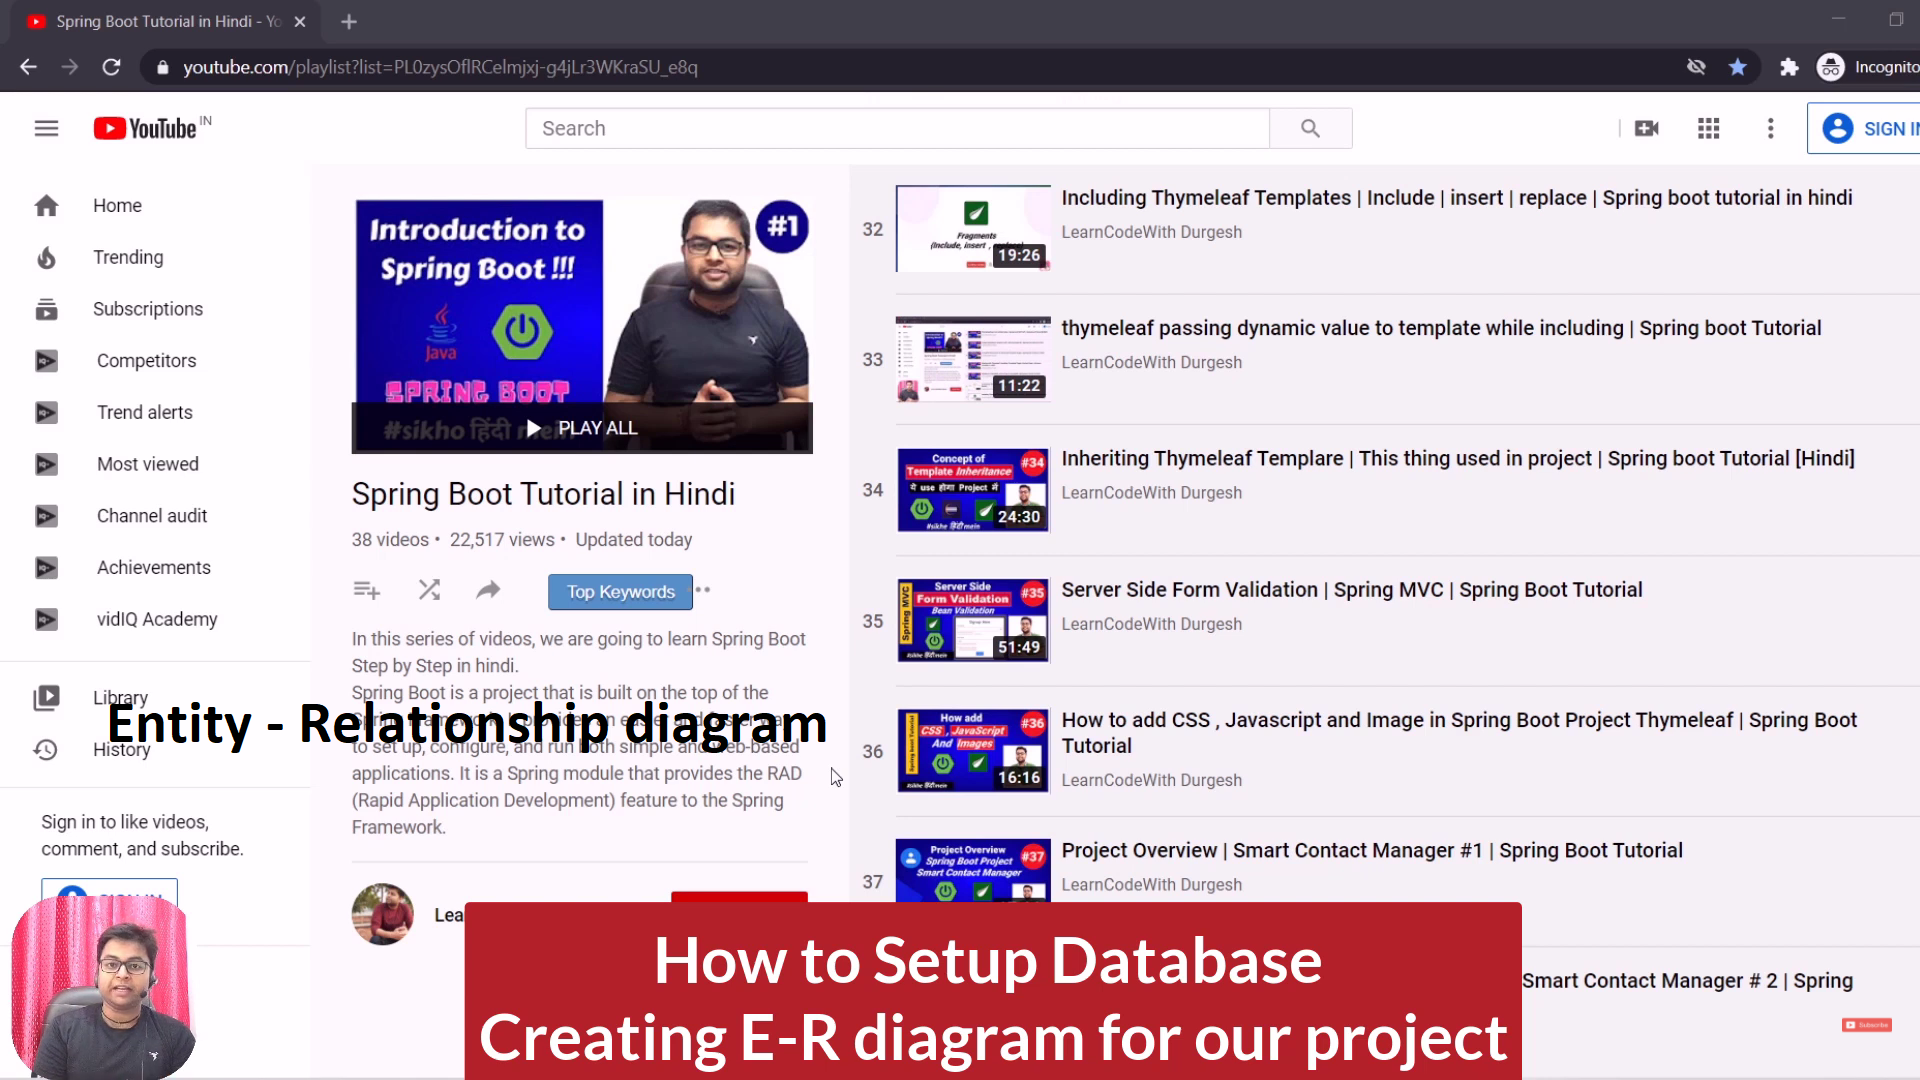 Spring Boot Tutorial in Hindi - Yo
youtube.com/playlist?list=PL0zysOflRCelmjxj-g4jLr3WKraSU_e8q
Incognito
YouTube IN
Search
SIGN IN
Home
Trending
Subscriptions
Competitors
Trend alerts
Most viewed
Channel audit
Achievements
vidIQ Academy
Library
History
Sign in to like videos,
comment, and subscribe.
Introduction to
Spring Boot !!!
#1
Java
SPRING BOOT
#sikho हिंदी mein
PLAY ALL
Spring Boot Tutorial in Hindi
38 videos • 22,517 views • Updated today
Top Keywords
In this series of videos, we are going to learn Spring Boot
Step by Step in hindi.
Spring Boot is a project that is built on the top of the
Entity - Relationship diagram
to set up, configure, and run both simple and web-based
applications. It is a Spring module that provides the RAD
(Rapid Application Development) feature to the Spring
Framework.
Lea
32
Fragments
19:26
Including Thymeleaf Templates | Include | insert | replace | Spring boot tutorial in hindi
LearnCodeWith Durgesh
33
11:22
thymeleaf passing dynamic value to template while including | Spring boot Tutorial
LearnCodeWith Durgesh
34
Concept of
Template Inheritance
#34
ये use होगा Project में
24:30
Inheriting Thymeleaf Templare | This thing used in project | Spring boot Tutorial [Hindi]
LearnCodeWith Durgesh
35
Server Side
Form Validation
Bean Validation
#35
Spring MVC
51:49
Server Side Form Validation | Spring MVC | Spring Boot Tutorial
LearnCodeWith Durgesh
36
How add
CSS , JavaScript
And Images
#36
16:16
How to add CSS , Javascript and Image in Spring Boot Project Thymeleaf | Spring Boot
Tutorial
LearnCodeWith Durgesh
37
Project Overview
Spring Boot Project
Smart Contact Manager
#37
Project Overview | Smart Contact Manager #1 | Spring Boot Tutorial
LearnCodeWith Durgesh
Smart Contact Manager # 2 | Spring
Subscribe
How to Setup Database
Creating E-R diagram for our project